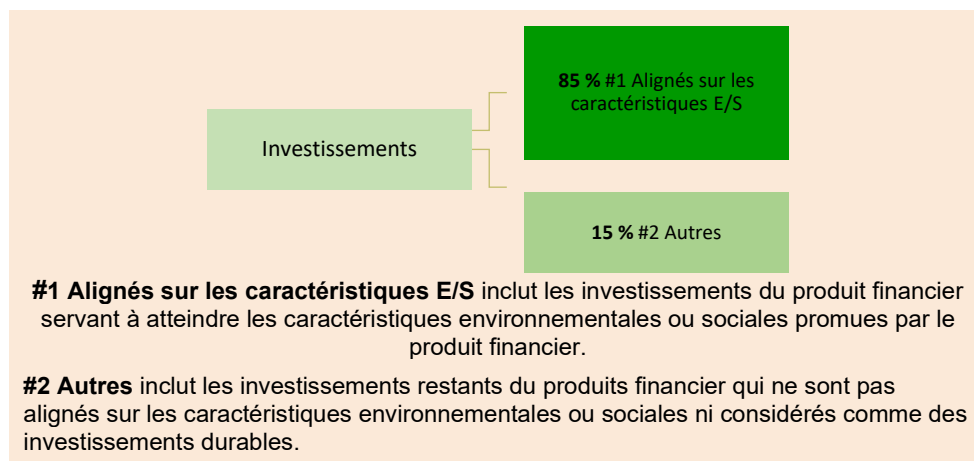 85 % #1 Alignés sur les
caractéristiques E/S
Investissements
15 % #2 Autres
#1 Alignés sur les caractéristiques E/S inclut les investissements du produit financier
servant à atteindre les caractéristiques environnementales ou sociales promues par le
produit financier.
#2 Autres inclut les investissements restants du produits financier qui ne sont pas
alignés sur les caractéristiques environnementales ou sociales ni considérés comme des
investissements durables.